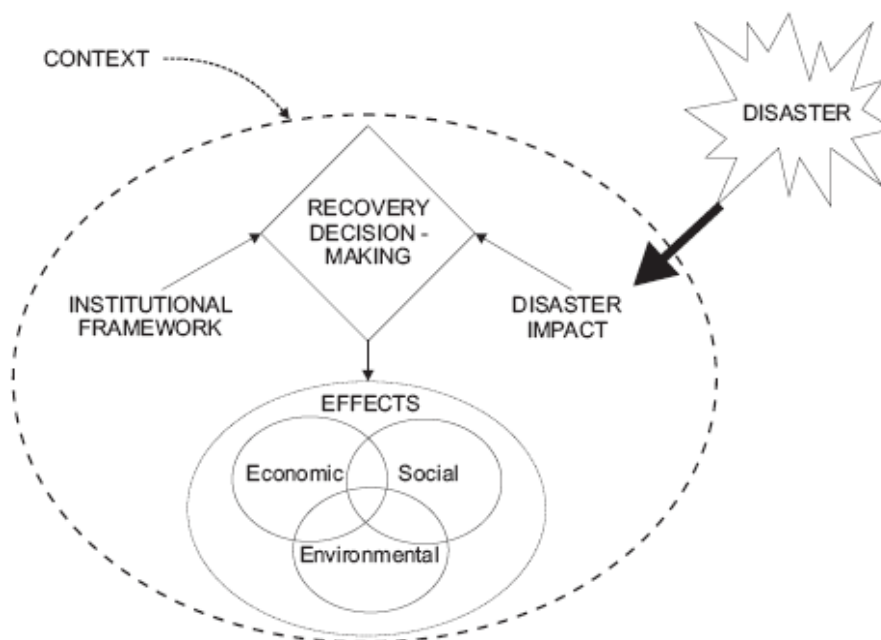 CONTEXT
DISASTER
RECOVERY
DECISION -
MAKING
INSTITUTIONAL
FRAMEWORK
DISASTER
IMPACT
EFFECTS
Economic
Social
Environmental